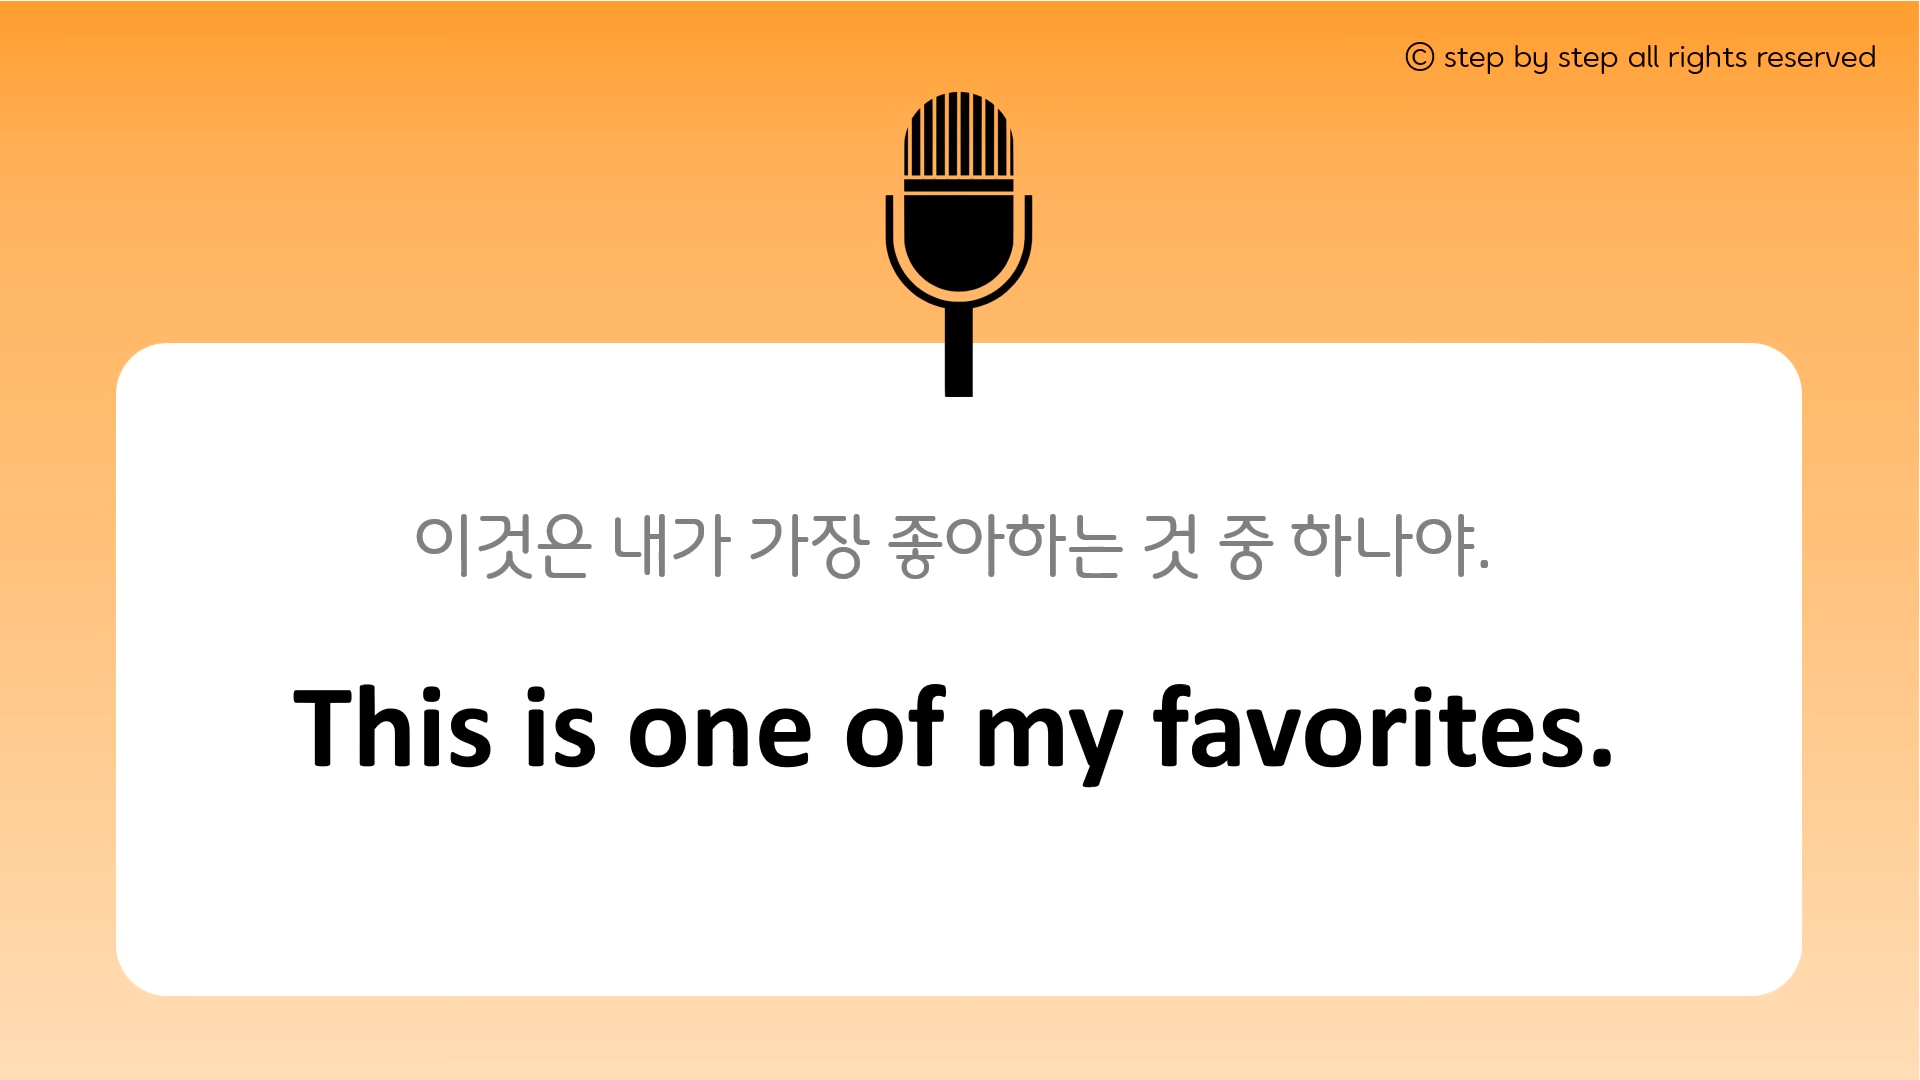 © step by step all rights reserved
이것은 내가 가장 좋아하는 것 중 하나야.
This is one of my favorites.